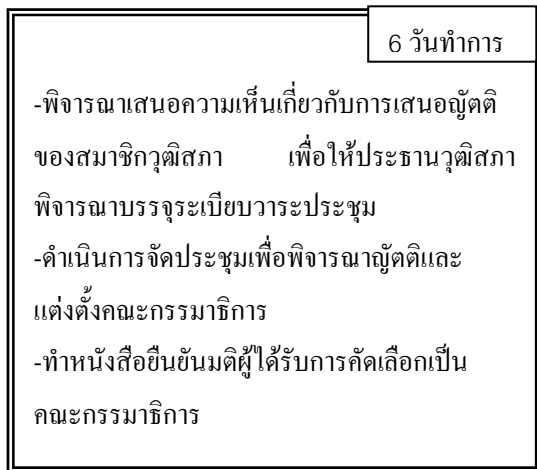 6 วันทำการ
-พิจารณาเสนอความเห็นเกี่ยวกับการเสนอญัตติ
ของสมาชิกวุฒิสภา เพื่อให้ประธานวุฒิสภา
พิจารณาบรรจุระเบียบวาระประชุม
-ดำเนินการจัดประชุมเพื่อพิจารณาญัตติและ
แต่งตั้งคณะกรรมาธิการ
-ทำหนังสือยืนยันมติผู้ได้รับการคัดเลือกเป็น
คณะกรรมาธิการ